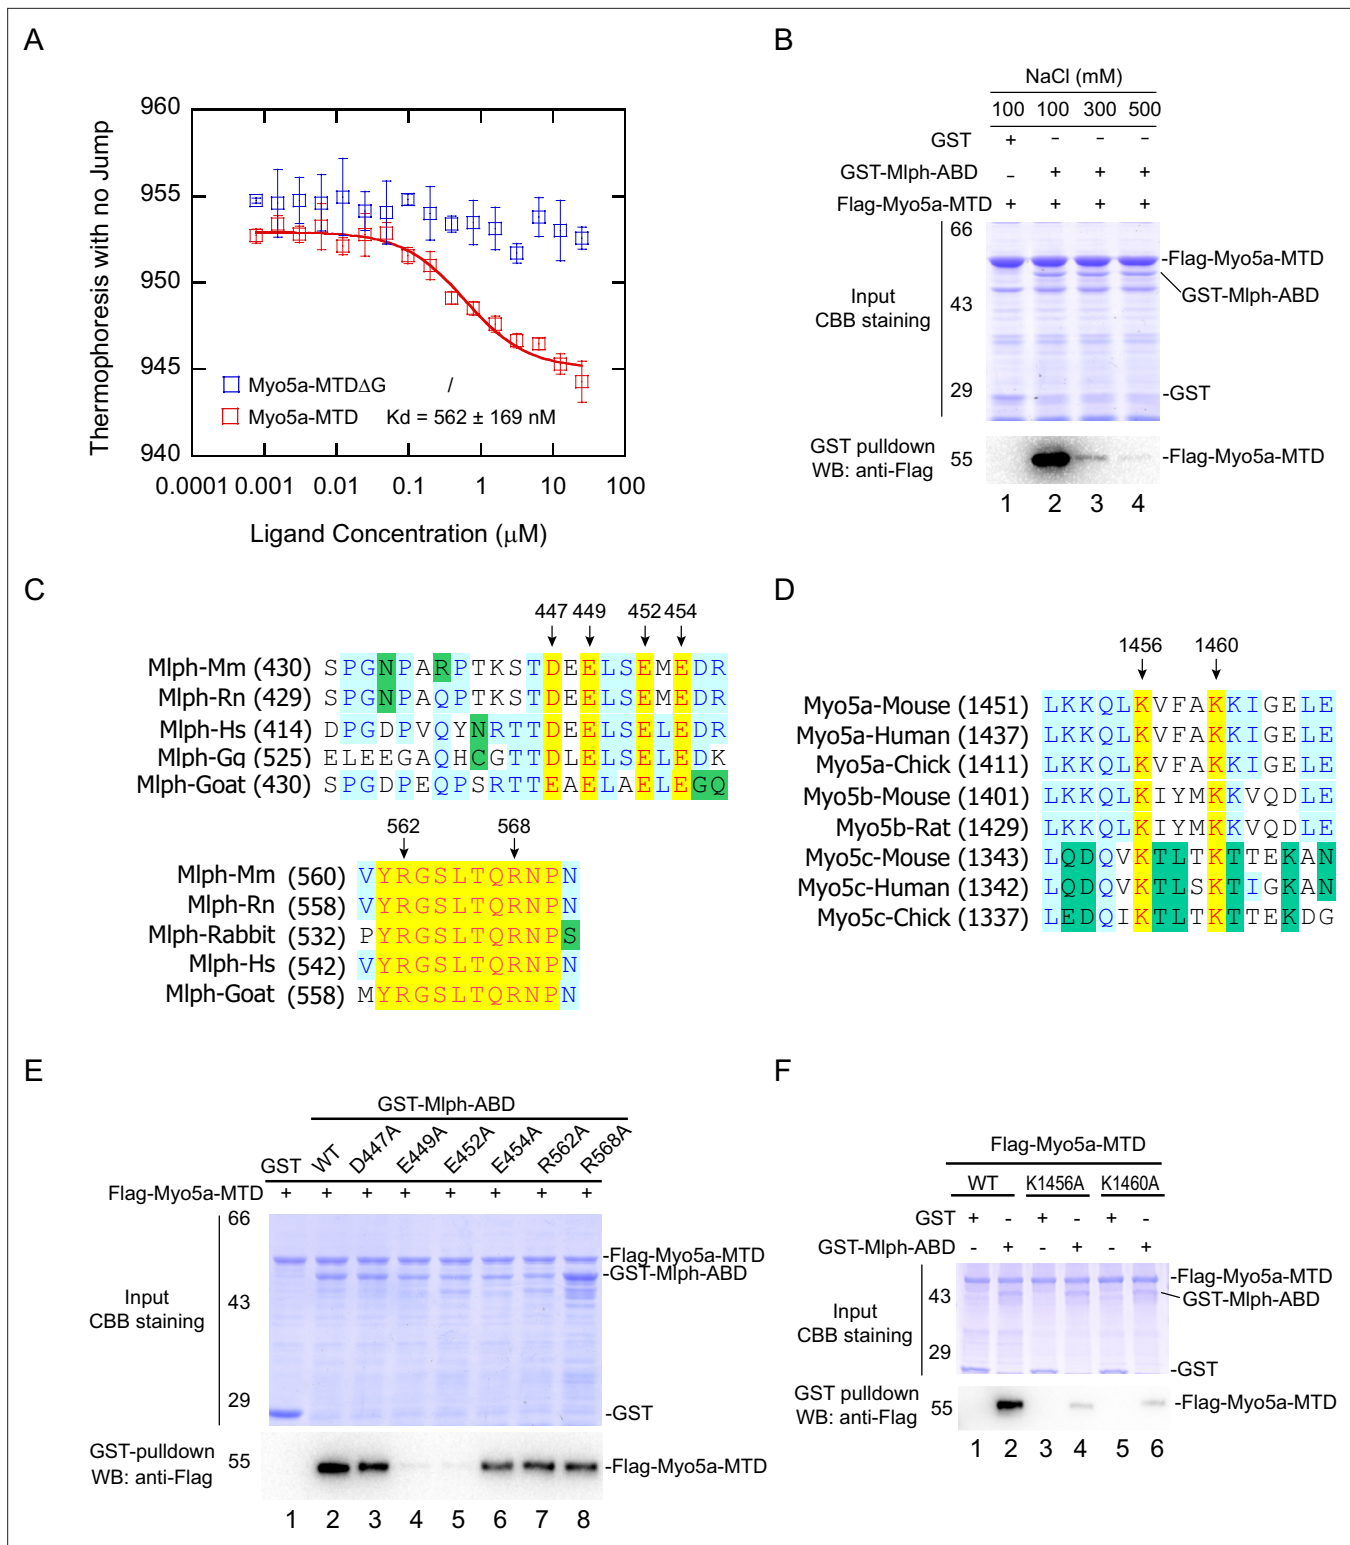 A
Thermophoresis with no Jump
960
955
950
945
940
Myo5a-MTDΔG /
Myo5a-MTD Kd = 562 ± 169 nM
0.0001 0.001 0.01 0.1 1 10 100
Ligand Concentration (μM)
B
NaCl (mM)
100 100 300 500
GST + – – –
GST-Mlph-ABD – + + +
Flag-Myo5a-MTD + + + +
66
-Flag-Myo5a-MTD
GST-Mlph-ABD
Input
CBB staining
43
29
-GST
GST pulldown
WB: anti-Flag
55
-Flag-Myo5a-MTD
1 2 3 4
C
447 449 452 454
Mlph-Mm (430) SPGNPARPTKSTDEELSEMEDR
Mlph-Rn (429) SPGNPAQPTKSTDEELSEMEDR
Mlph-Hs (414) DPGDPVQYNRTTDEELSELEDR
Mlph-Gg (525) ELEEGAQHCGTTDLELSELEDK
Mlph-Goat (430) SPGDPEQPSRTTEAELAELEGQ
562 568
Mlph-Mm (560) VYRGSLTQRNPN
Mlph-Rn (558) VYRGSLTQRNPN
Mlph-Rabbit (532) PYRGSLTQRNPS
Mlph-Hs (542) VYRGSLTQRNPN
Mlph-Goat (558) MYRGSLTQRNPN
D
1456 1460
Myo5a-Mouse (1451) LKKQLKVFAKKIGELE
Myo5a-Human (1437) LKKQLKVFAKKIGELE
Myo5a-Chick (1411) LKKQLKVFAKKIGELE
Myo5b-Mouse (1401) LKKQLKIYMKKVQDLE
Myo5b-Rat (1429) LKKQLKIYMKKVQDLE
Myo5c-Mouse (1343) LQDQVKTLTKTTEKAN
Myo5c-Human (1342) LQDQVKTLSKTIGKAN
Myo5c-Chick (1337) LEDQIKTLTKTTEKDG
E
GST-Mlph-ABD
GST WT D447A E449A E452A E454A R562A R568A
Flag-Myo5a-MTD + + + + + + + +
66
-Flag-Myo5a-MTD
-GST-Mlph-ABD
Input
CBB staining
43
29
-GST
GST-pulldown
WB: anti-Flag
55
-Flag-Myo5a-MTD
1 2 3 4 5 6 7 8
F
Flag-Myo5a-MTD
WT K1456A K1460A
GST + - + - + -
GST-Mlph-ABD - + - + - +
-Flag-Myo5a-MTD
43
-GST-Mlph-ABD
Input
CBB staining
29
-GST
GST pulldown
WB: anti-Flag
55
-Flag-Myo5a-MTD
1 2 3 4 5 6